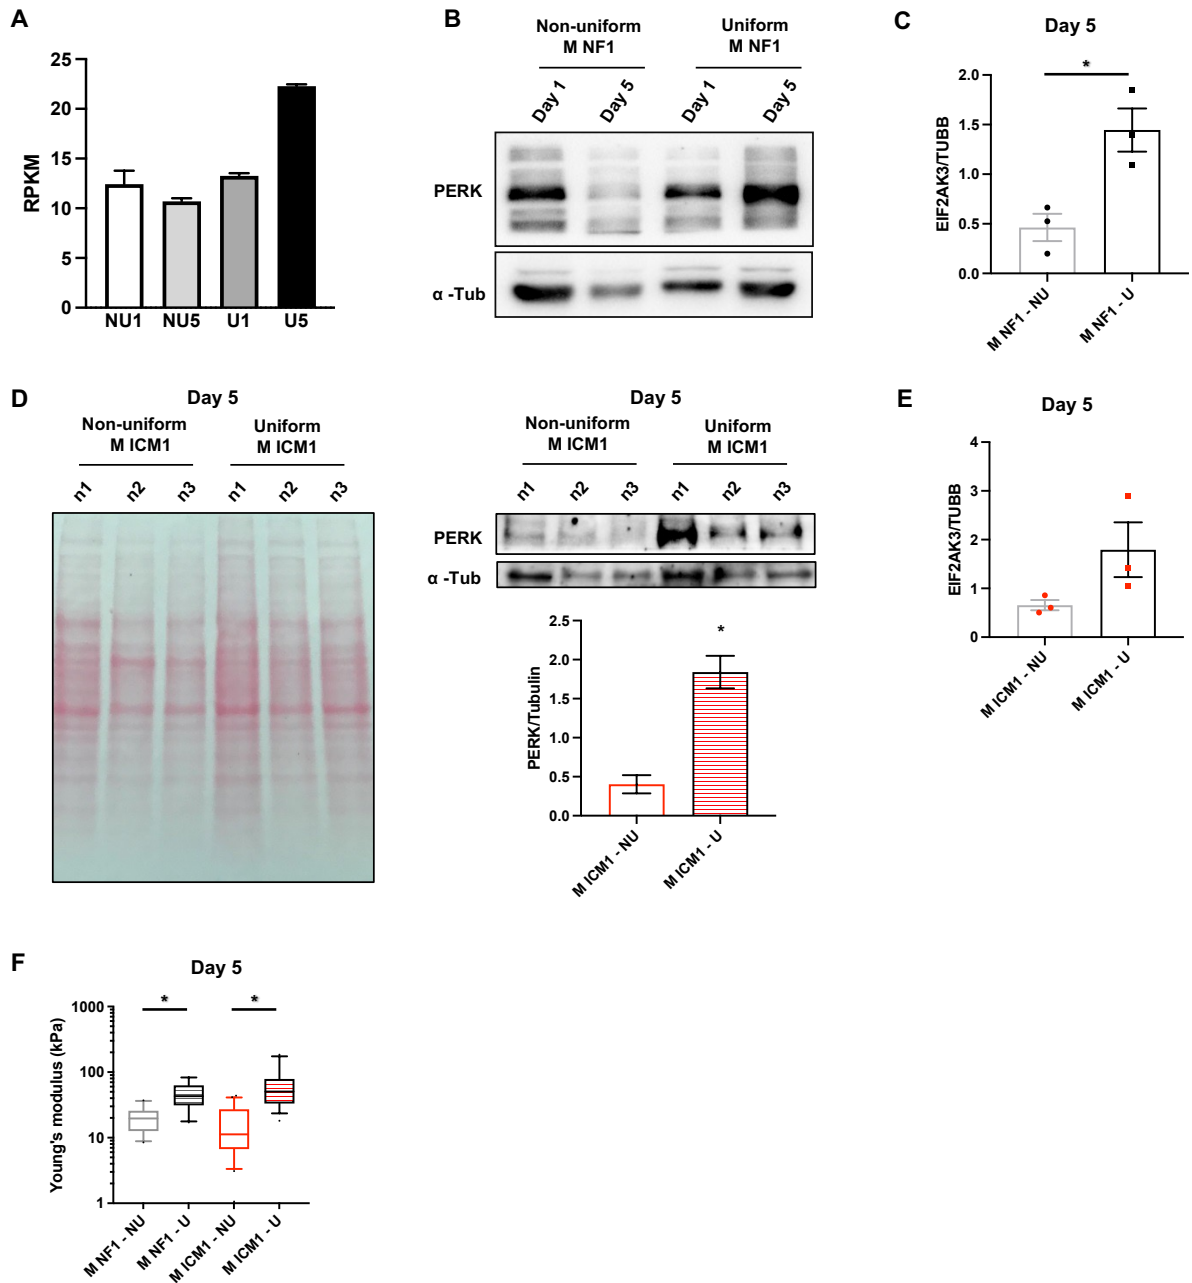 A
25
20
15
10
5
0
RPKM
NU1 NU5 U1 U5
B
Non-uniform
M NF1
Uniform
M NF1
Day 1 Day 5 Day 1 Day 5
PERK
α -Tub
C
Day 5
*
2.0
1.5
1.0
0.5
0.0
EIF2AK3/TUBB
M NF1 - NU
M NF1 - U
D
Day 5
Non-uniform
M ICM1
Uniform
M ICM1
n1 n2 n3 n1 n2 n3
Day 5
Non-uniform
M ICM1
Uniform
M ICM1
n1 n2 n3 n1 n2 n3
PERK
α -Tub
2.5
2.0
1.5
1.0
0.5
0.0
PERK/Tubulin
*
M ICM1 - NU
M ICM1 - U
E
Day 5
4
3
2
1
0
EIF2AK3/TUBB
M ICM1 - NU
M ICM1 - U
F
Day 5
* *
1000
100
10
1
Young's modulus (kPa)
M NF1 - NU
M NF1 - U
M ICM1 - NU
M ICM1 - U